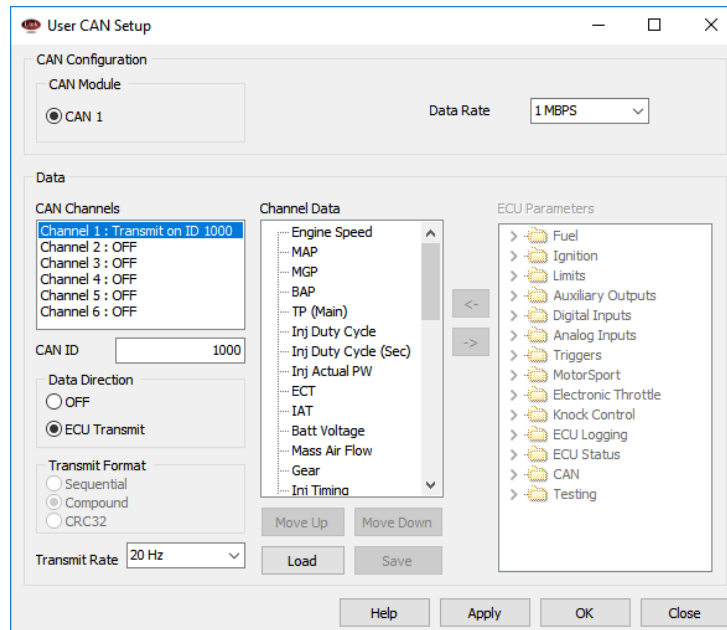 User CAN Setup
CAN Configuration
CAN Module
CAN 1
Data Rate
1 MBPS
Data
CAN Channels
Channel 1 : Transmit on ID 1000
Channel 2 : OFF
Channel 3 : OFF
Channel 4 : OFF
Channel 5 : OFF
Channel 6 : OFF
CAN ID
1000
Data Direction
OFF
ECU Transmit
Transmit Format
Sequential
Compound
CRC32
Transmit Rate
20 Hz
Channel Data
Engine Speed
MAP
MGP
BAP
TP (Main)
Inj Duty Cycle
Inj Duty Cycle (Sec)
Inj Actual PW
ECT
IAT
Batt Voltage
Mass Air Flow
Gear
Inj Timing
Move Up
Move Down
Load
Save
<-
->
ECU Parameters
Fuel
Ignition
Limits
Auxiliary Outputs
Digital Inputs
Analog Inputs
Triggers
MotorSport
Electronic Throttle
Knock Control
ECU Logging
ECU Status
CAN
Testing
Help
Apply
OK
Close